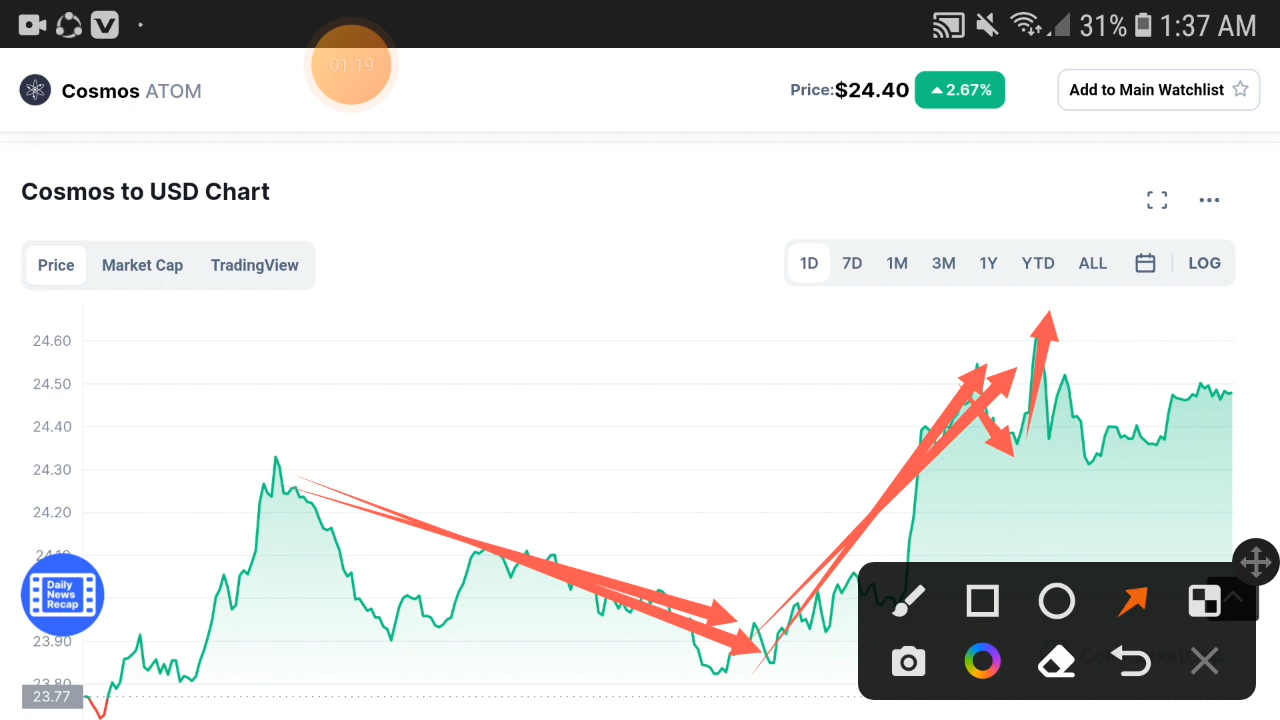 31% 1:37 AM
01:19
Cosmos ATOM
Price:$24.40 2.67%
Add to Main Watchlist
Cosmos to USD Chart
Price Market Cap TradingView
1D 7D 1M 3M 1Y YTD ALL LOG
24.60
24.50
24.40
24.30
24.20
24.10
Daily
News
Recap
23.90
23.80
23.77